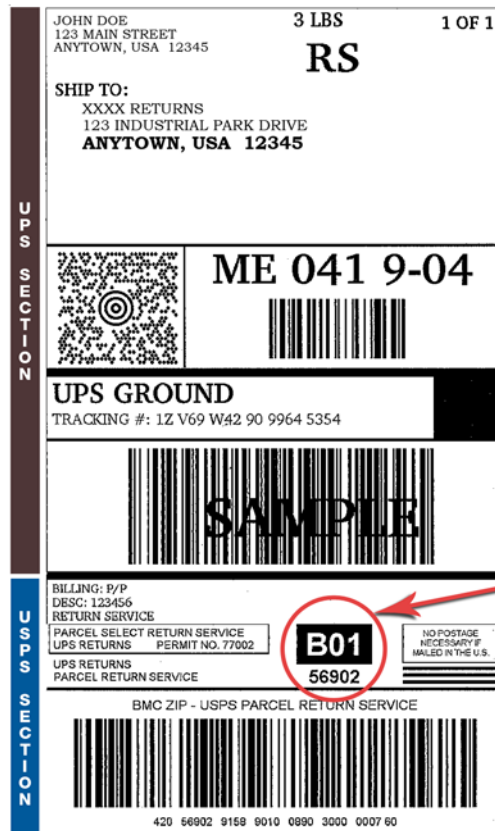 JOHN DOE
123 MAIN STREET
ANYTOWN, USA 12345
3 LBS
1 OF 1
RS
SHIP TO:
XXXX RETURNS
123 INDUSTRIAL PARK DRIVE
ANYTOWN, USA 12345
UPS SECTION
ME 041 9-04
UPS GROUND
TRACKING #: 1Z V69 W42 90 9964 5354
SAMPLE
BILLING: P/P
DESC: 123456
RETURN SERVICE
PARCEL SELECT RETURN SERVICE
UPS RETURNS PERMIT NO. 77002
UPS RETURNS
PARCEL RETURN SERVICE
B01
56902
NO POSTAGE
NECESSARY IF
MAILED IN THE U.S.
USPS SECTION
BMC ZIP - USPS PARCEL RETURN SERVICE
420 56902 9158 9010 0890 3000 0007 60